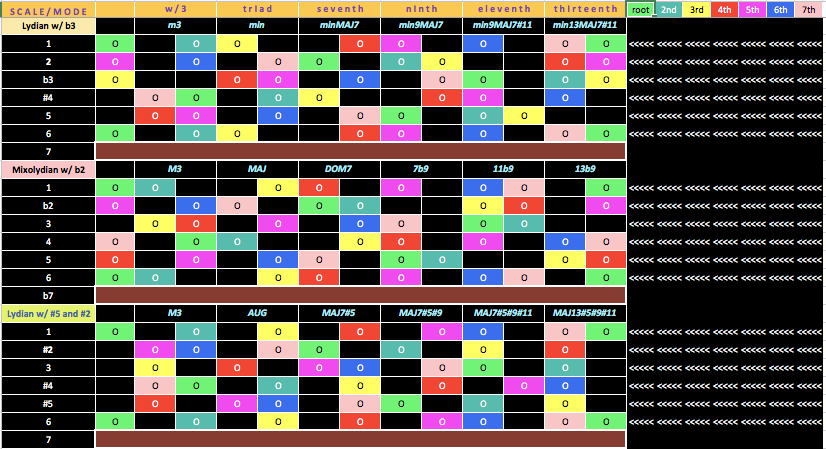 SCALE/MODE w/3 triad seventh ninth eleventh thirteenth root 2nd 3rd 4th 5th 6th 7th
Lydian w/ b3 m3 min minMAJ7 min9MAJ7 min9MAJ7#11 min13MAJ7#11
1 O O O O O O O O <<<<< <<<<< <<<<< <<<<< <<<<< <<<<< <<<<<
2 O O O O O O O O <<<<< <<<<< <<<<< <<<<< <<<<< <<<<< <<<<<
b3 O O O O O O O O <<<<< <<<<< <<<<< <<<<< <<<<< <<<<< <<<<<
#4 O O O O O O O <<<<< <<<<< <<<<< <<<<< <<<<< <<<<< <<<<<
5 O O O O O O O <<<<< <<<<< <<<<< <<<<< <<<<< <<<<< <<<<<
6 O O O O O O O O <<<<< <<<<< <<<<< <<<<< <<<<< <<<<< <<<<<
7
Mixolydian w/ b2 M3 MAJ DOM7 7b9 11b9 13b9
1 O O O O O O O O <<<<< <<<<< <<<<< <<<<< <<<<< <<<<< <<<<<
b2 O O O O O O O O <<<<< <<<<< <<<<< <<<<< <<<<< <<<<< <<<<<
3 O O O O O O O <<<<< <<<<< <<<<< <<<<< <<<<< <<<<< <<<<<
4 O O O O O O O O <<<<< <<<<< <<<<< <<<<< <<<<< <<<<< <<<<<
5 O O O O O O O O <<<<< <<<<< <<<<< <<<<< <<<<< <<<<< <<<<<
6 O O O O O O O O <<<<< <<<<< <<<<< <<<<< <<<<< <<<<< <<<<<
b7
Lydian w/ #5 and #2 M3 AUG MAJ7#5 MAJ7#5#9 MAJ7#5#9#11 MAJ13#5#9#11
1 O O O O O O O O <<<<< <<<<< <<<<< <<<<< <<<<< <<<<< <<<<<
#2 O O O O O O O <<<<< <<<<< <<<<< <<<<< <<<<< <<<<< <<<<<
3 O O O O O O O <<<<< <<<<< <<<<< <<<<< <<<<< <<<<< <<<<<
#4 O O O O O O O <<<<< <<<<< <<<<< <<<<< <<<<< <<<<< <<<<<
#5 O O O O O O O <<<<< <<<<< <<<<< <<<<< <<<<< <<<<< <<<<<
6 O O O O O O O O <<<<< <<<<< <<<<< <<<<< <<<<< <<<<< <<<<<
7